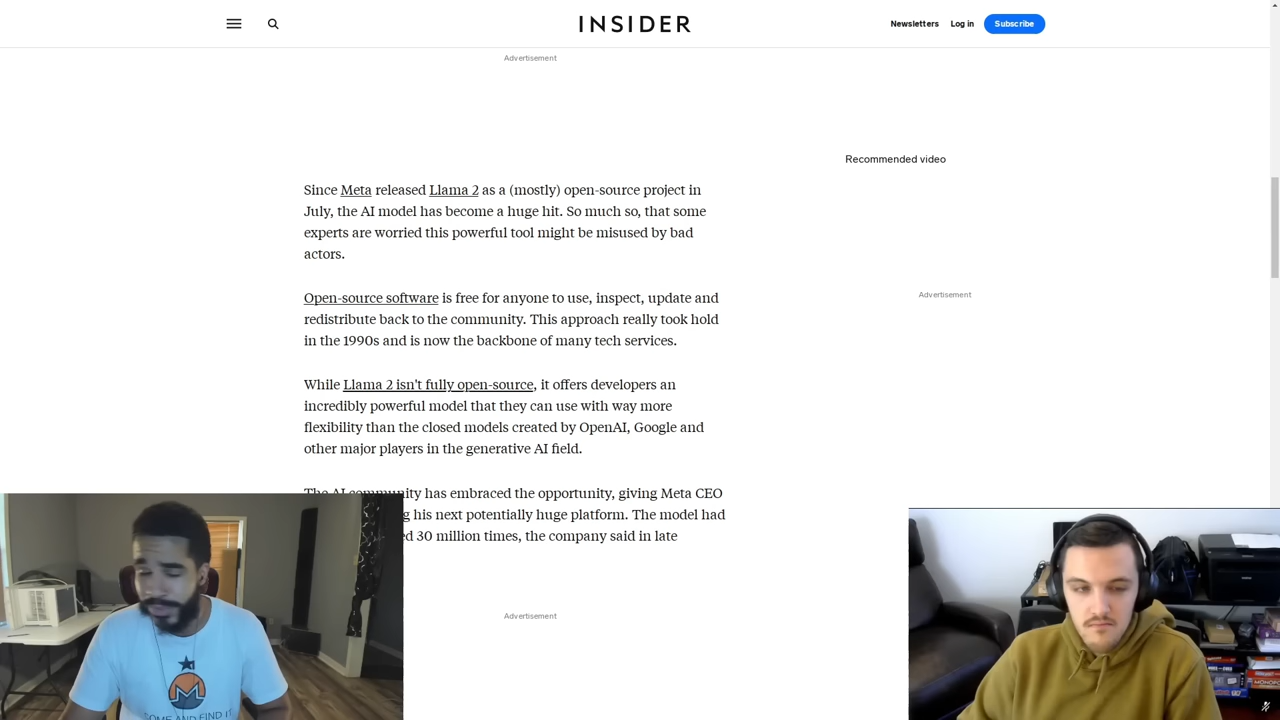 INSIDER
Newsletters
Log in
Subscribe
Advertisement
Recommended video
Since Meta released Llama 2 as a (mostly) open-source project in
July, the AI model has become a huge hit. So much so, that some
experts are worried this powerful tool might be misused by bad
actors.
Advertisement
Open-source software is free for anyone to use, inspect, update and
redistribute back to the community. This approach really took hold
in the 1990s and is now the backbone of many tech services.
While Llama 2 isn't fully open-source, it offers developers an
incredibly powerful model that they can use with way more
flexibility than the closed models created by OpenAI, Google and
other major players in the generative AI field.
The AI community has embraced the opportunity, giving Meta CEO
his next potentially huge platform. The model had
30 million times, the company said in late
Advertisement
COME AND FIND IT
MONOPO